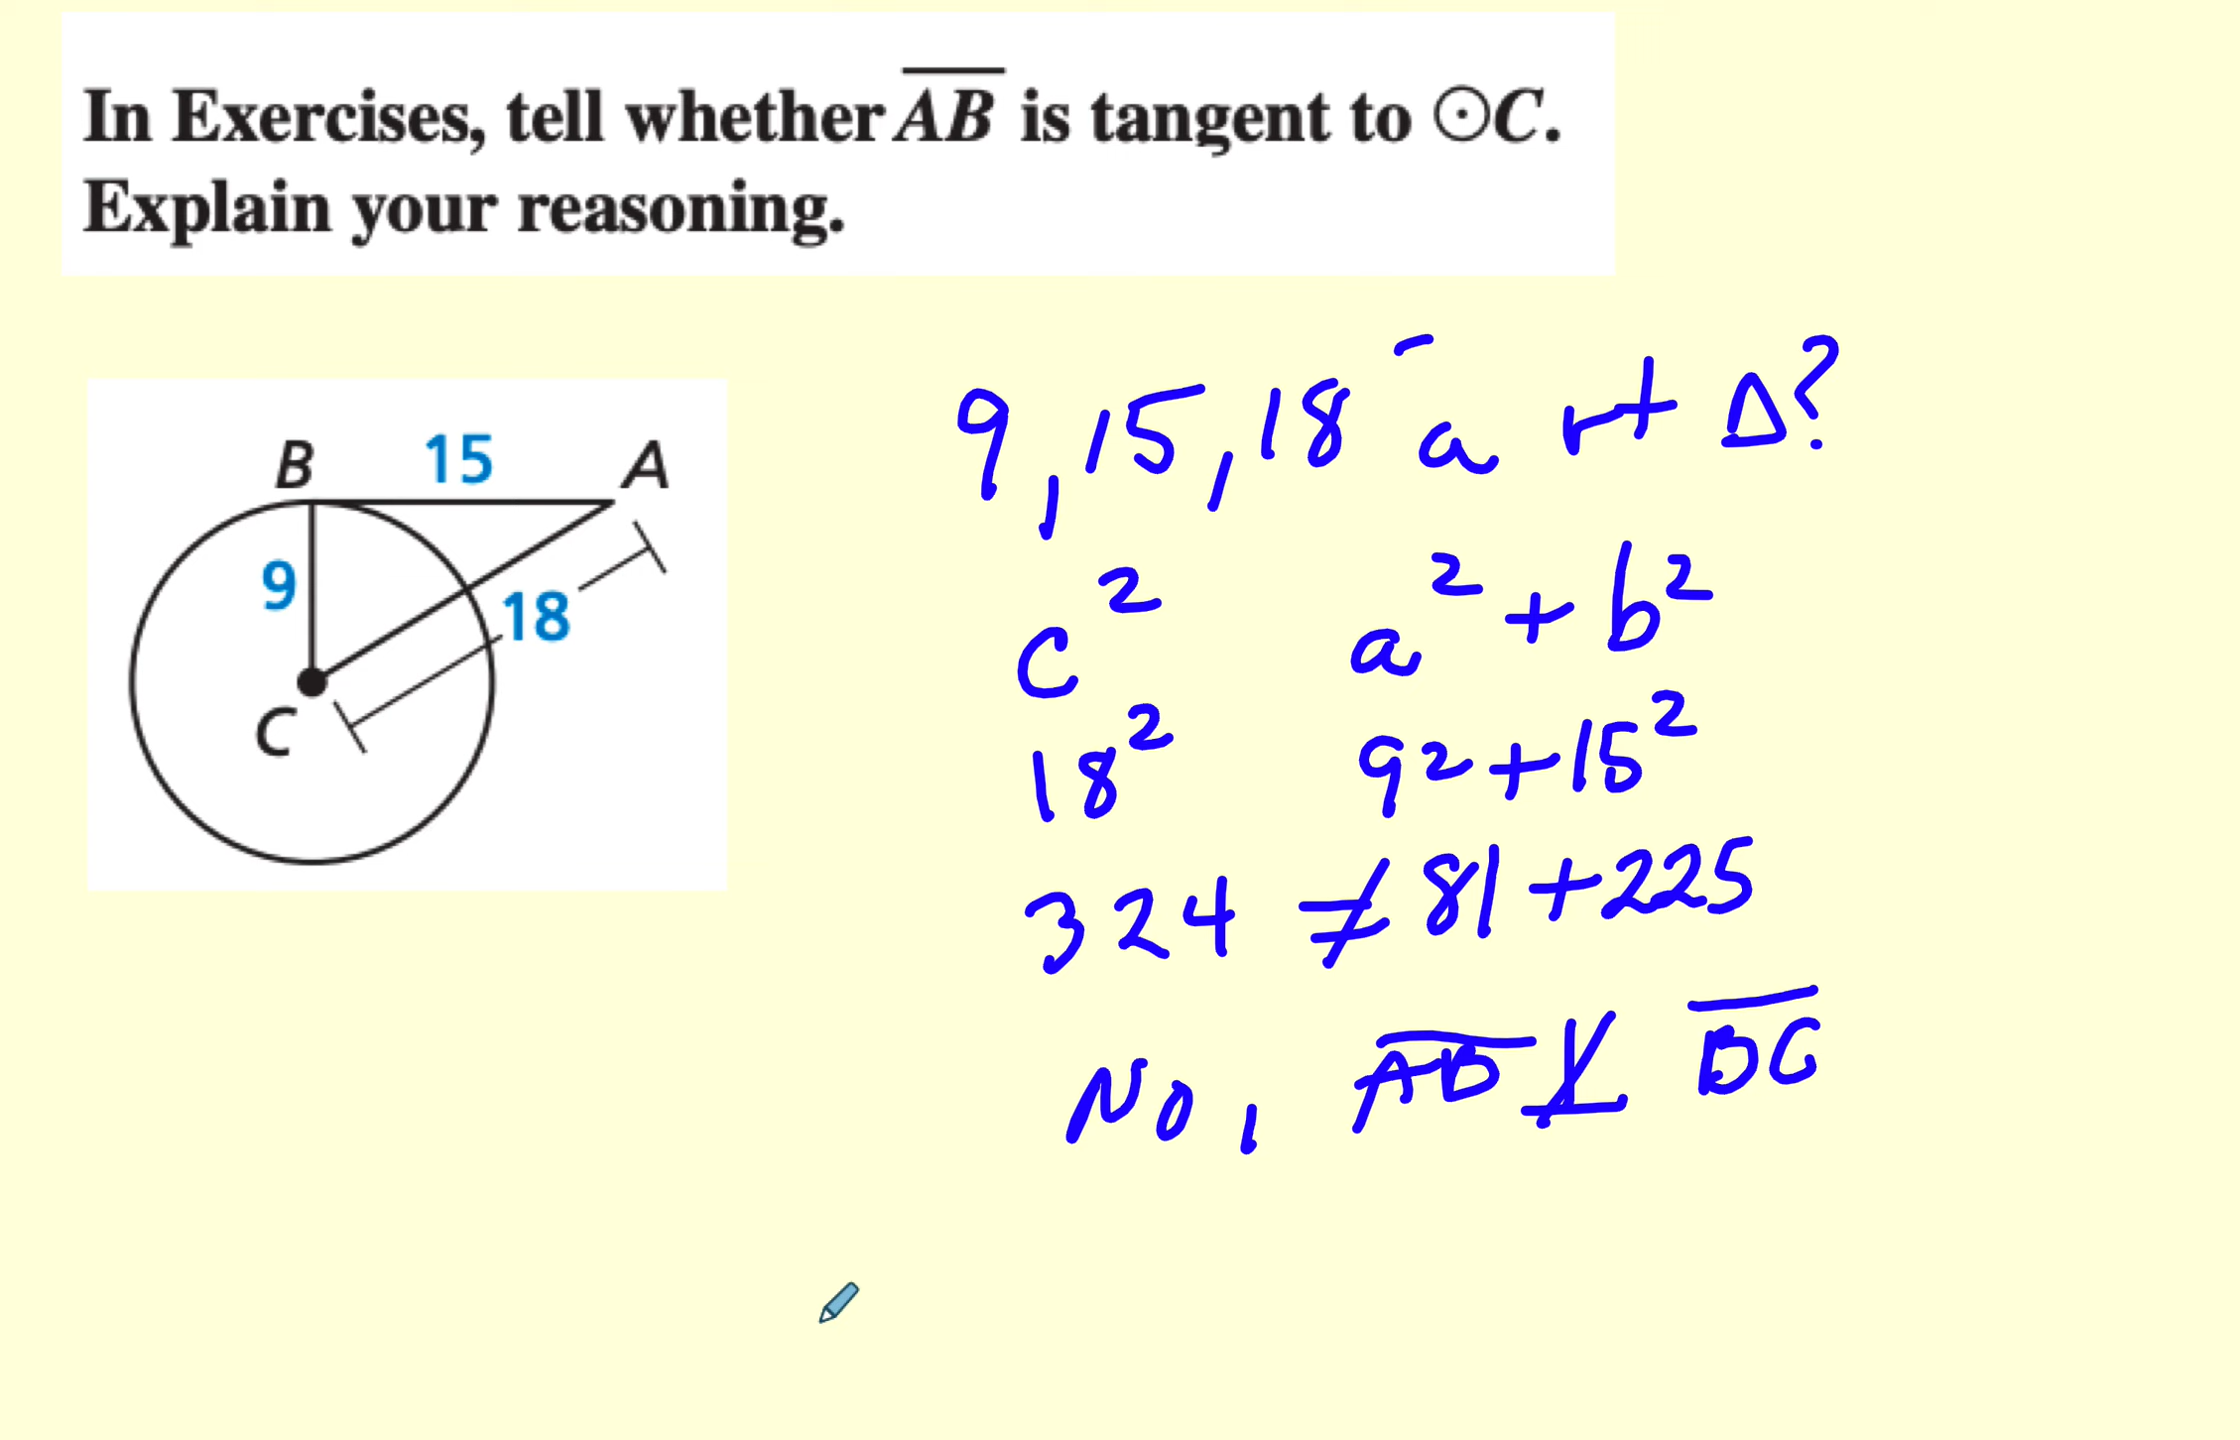 In Exercises, tell whether AB is tangent to ⊙C.
Explain your reasoning.
B 15 A
9
18
C
9, 15, 18 a rt Δ?
c² a² + b²
18² 9² + 15²
324 ≠ 81 + 225
No, AB ⊥̸ BC